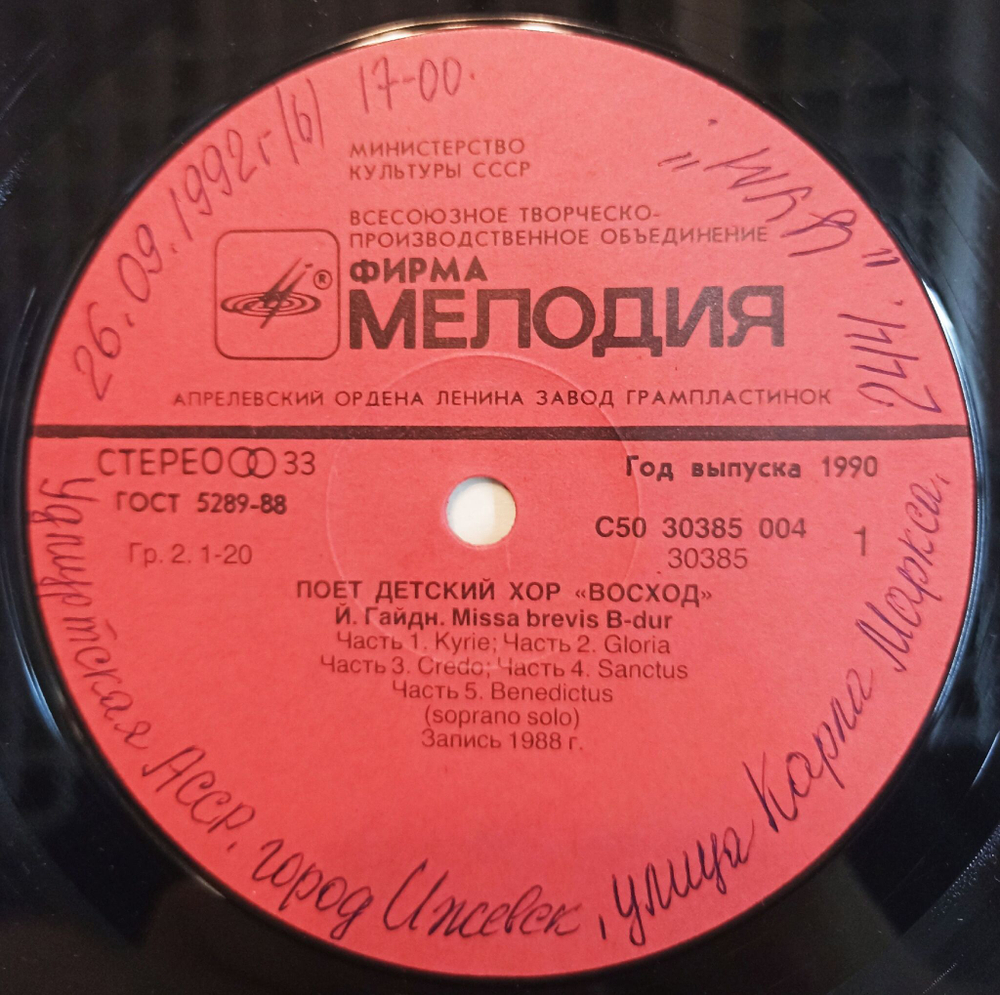 26.09.1992г (6) 17-00.
МИНИСТЕРСТВО
КУЛЬТУРЫ СССР
ВСЕСОЮЗНОЕ ТВОРЧЕСКО-
ПРОИЗВОДСТВЕННОЕ ОБЪЕДИНЕНИЕ
®
ФИРМА
МЕЛОДИЯ
АПРЕЛЕВСКИЙ ОРДЕНА ЛЕНИНА ЗАВОД ГРАМПЛАСТИНОК
СТЕРЕО 33
ГОСТ 5289-88
Гр. 2. 1-20
Год выпуска 1990
С50 30385 004
30385
1
ПОЕТ ДЕТСКИЙ ХОР «ВОСХОД»
Й. Гайдн. Missa brevis B-dur
Часть 1. Kyrie; Часть 2. Gloria
Часть 3. Credo; Часть 4. Sanctus
Часть 5. Benedictus
(soprano solo)
Запись 1988 г.
Удмуртская АССР, город Ижевск, улица Карла Маркса,
244. "ЦУМ"